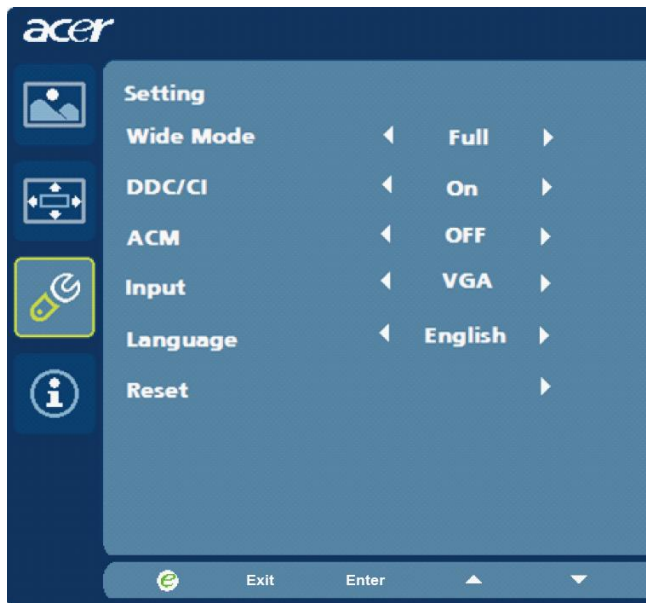 acer
Setting
Wide Mode Full
DDC/CI On
ACM OFF
Input VGA
Language English
Reset
e Exit Enter